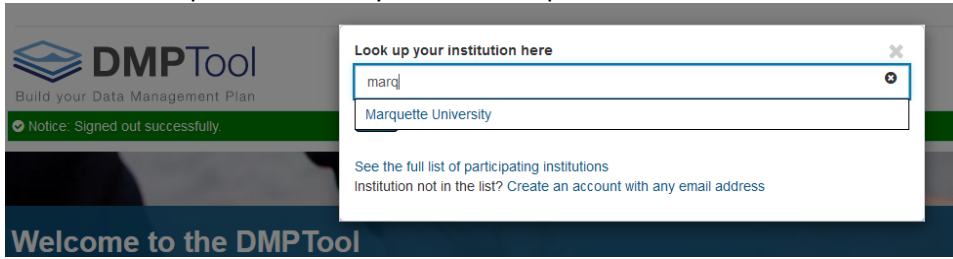 Look up your institution here
DMPTool
marq
Build your Data Management Plan
Marquette University
Notice: Signed out successfully.
See the full list of participating institutions
Institution not in the list? Create an account with any email address
Welcome to the DMPTool